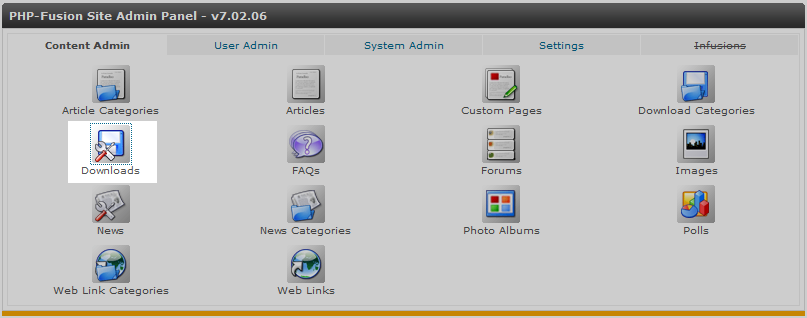 PHP-Fusion Site Admin Panel - v7.02.06
Content Admin User Admin System Admin Settings Infusions
Article Categories Articles Custom Pages Download Categories
Downloads FAQs Forums Images
News News Categories Photo Albums Polls
Web Link Categories Web Links